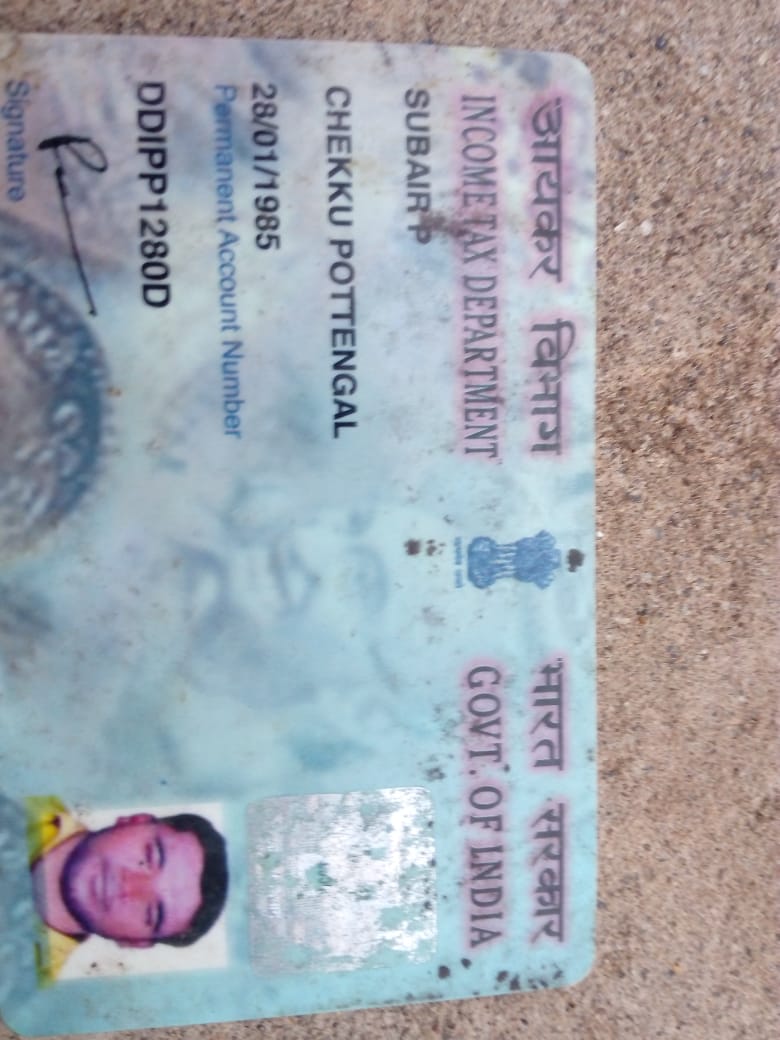 आयकर विभाग
INCOME TAX DEPARTMENT
भारत सरकार
GOVT. OF INDIA
SUBAIR P
CHEKKU POTTENGAL
28/01/1985
Permanent Account Number
DDIPP1280D
Signature